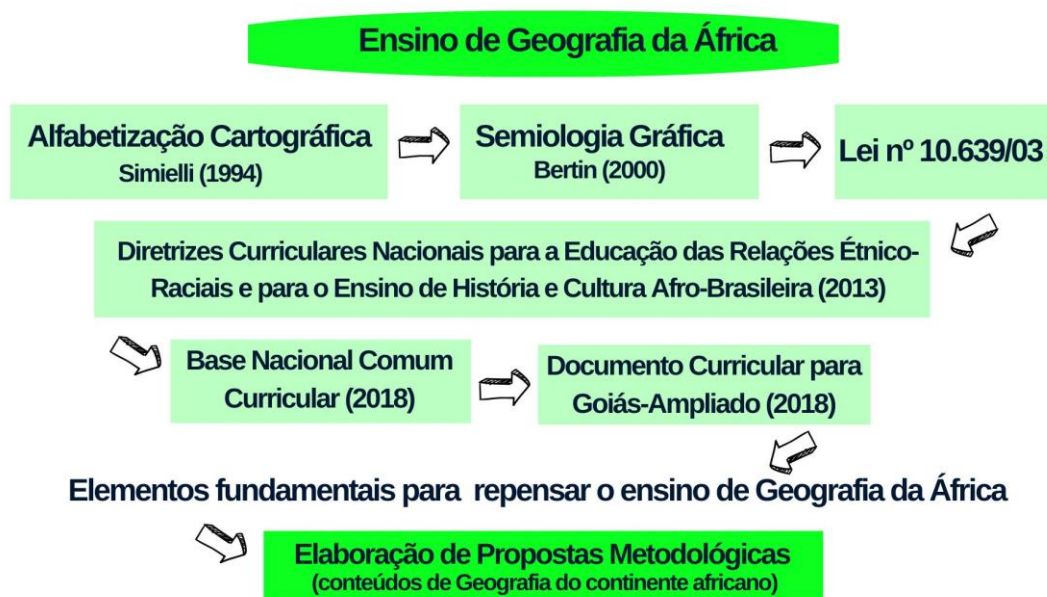 Ensino de Geografia da África
Alfabetização Cartográfica
Simielli (1994)
Semiologia Gráfica
Bertin (2000)
Lei nº 10.639/03
Diretrizes Curriculares Nacionais para a Educação das Relações Étnico-
Raciais e para o Ensino de História e Cultura Afro-Brasileira (2013)
Base Nacional Comum
Curricular (2018)
Documento Curricular para
Goiás-Ampliado (2018)
Elementos fundamentais para repensar o ensino de Geografia da África
Elaboração de Propostas Metodológicas
(conteúdos de Geografia do continente africano)